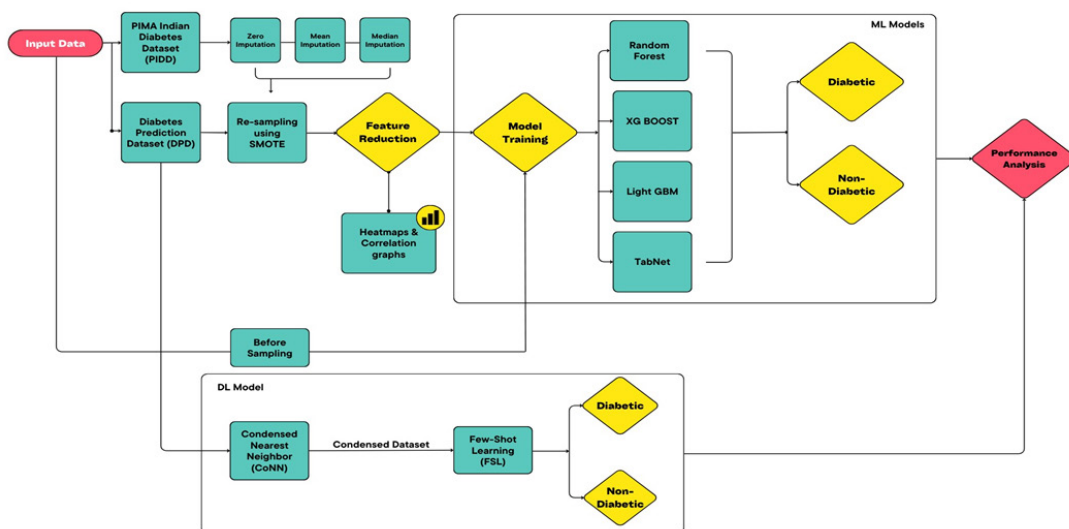 Input Data
PIMA Indian
Diabetes
Dataset
(PIDD)
Zero
Imputation
Mean
Imputation
Median
Imputation
Diabetes
Prediction
Dataset (DPD)
Re-sampling
using
SMOTE
Feature
Reduction
Heatmaps &
Correlation
graphs
Before
Sampling
ML Models
Model
Training
Random
Forest
XG BOOST
Light GBM
TabNet
Diabetic
Non-
Diabetic
Performance
Analysis
DL Model
Condensed
Nearest
Neighbor
(CoNN)
Condensed Dataset
Few-Shot
Learning
(FSL)
Diabetic
Non-
Diabetic